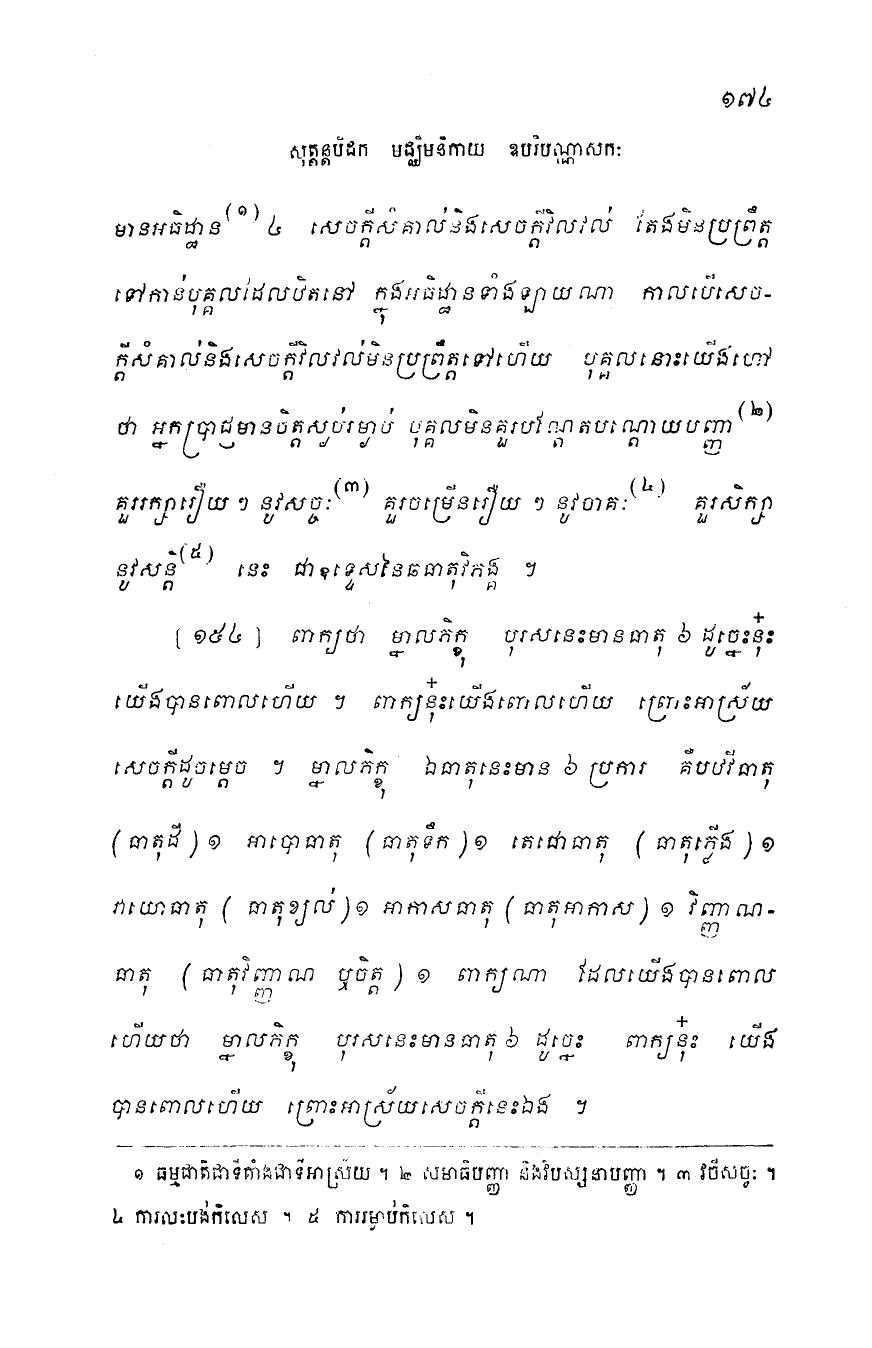 ១៧៤
សុត្តន្តបិដក មជ្ឈិមនិកាយ ឧបរិបណ្ណាសកៈ
មានអធិដ្ឋាន(១) ៤ សេចក្តីសំគាល់និងសេចក្តីវិលវល់ តែងមិនប្រព្រឹត្ត
ទៅកាន់បុគ្គលដែលឋិតនៅ ក្នុងអធិដ្ឋានទាំងឡាយណា កាលបើសេច-
ក្តីសំគាល់និងសេចក្តីវិលវល់មិនប្រព្រឹត្តទៅហើយ បុគ្គលនោះយើងហៅ
ថា អ្នកប្រាជ្ញមានចិត្តស្ងប់រម្ងាប់ បុគ្គលមិនគួរបណ្តែតបណ្តោយបញ្ញា(២)
គួររក្សារឿយ ៗ នូវសច្ចៈ(៣) គួរចម្រើនរឿយ ៗ នូវចាគៈ(៤) គួរសិក្សា
នូវសន្តិ(៥) នេះ ជាឧទ្ទេសនៃឆធាតុវិភង្គ ។
[ ១៥៤ ] ពាក្យថា ម្នាលភិក្ខុ បុរសនេះមានធាតុ ៦ ដូច្នេះនុ៎ះ
យើងបានពោលហើយ ។ ពាក្យនុ៎ះយើងពោលហើយ ព្រោះអាស្រ័យ
សេចក្តីដូចម្តេច ។ ម្នាលភិក្ខុ ឯធាតុនេះមាន ៦ ប្រការ គឺបឋវីធាតុ
(ធាតុដី) ១ អាបោធាតុ (ធាតុទឹក) ១ តេជោធាតុ (ធាតុភ្លើង) ១
វាយោធាតុ (ធាតុខ្យល់) ១ អាកាសធាតុ (ធាតុអាកាស) ១ វិញ្ញាណ-
ធាតុ (ធាតុវិញ្ញាណ ឬចិត្ត) ១ ពាក្យណា ដែលយើងបានពោល
ហើយថា ម្នាលភិក្ខុ បុរសនេះមានធាតុ ៦ ដូច្នេះ ពាក្យនុ៎ះ យើង
បានពោលហើយ ព្រោះអាស្រ័យសេចក្តីនេះឯង ។
១ ធម្មជាតិជាទីតាំងជាទីអាស្រ័យ ។ ២ សមាធិបញ្ញា និងវិបស្សនាបញ្ញា ។ ៣ វចីសច្ចៈ ។
៤ ការលះបង់កិលេស ។ ៥ ការរម្ងាប់កិលេស ។